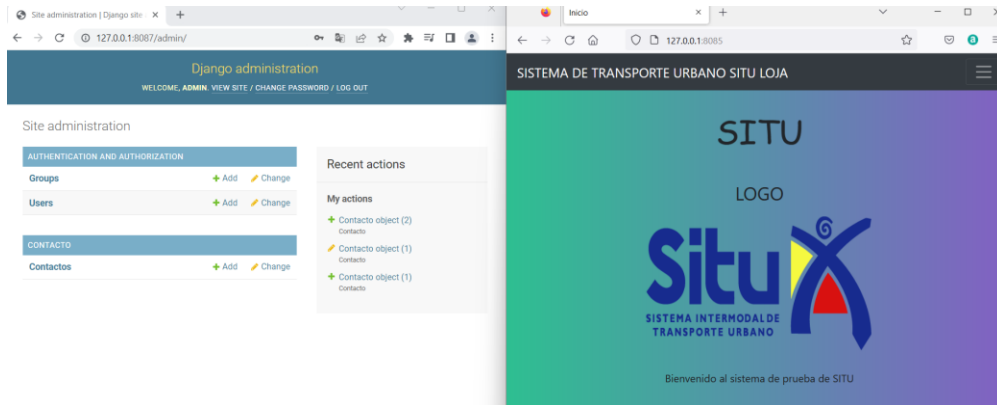 Site administration | Django site
127.0.0.1:8087/admin/
Django administration
WELCOME, ADMIN. VIEW SITE / CHANGE PASSWORD / LOG OUT
Site administration
AUTHENTICATION AND AUTHORIZATION
Groups Add Change
Users Add Change
CONTACTO
Contactos Add Change
Recent actions
My actions
Contacto object (2)
Contacto
Contacto object (1)
Contacto
Contacto object (1)
Contacto
Inicio
127.0.0.1:8085
SISTEMA DE TRANSPORTE URBANO SITU LOJA
SITU
LOGO
Situ
SISTEMA INTERMODAL DE
TRANSPORTE URBANO
Bienvenido al sistema de prueba de SITU